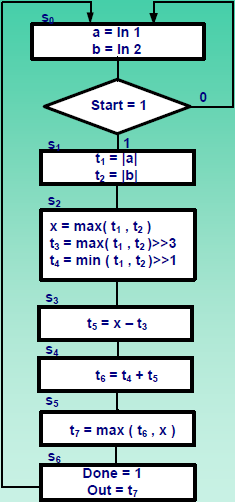 s₀
a = In 1
b = In 2
Start = 1
0
1
s₁
t₁ = |a|
t₂ = |b|
s₂
x = max( t₁ , t₂ )
t₃ = max( t₁ , t₂ )>>3
t₄ = min ( t₁ , t₂ )>>1
s₃
t₅ = x – t₃
s₄
t₆ = t₄ + t₅
s₅
t₇ = max ( t₆ , x )
s₆
Done = 1
Out = t₇